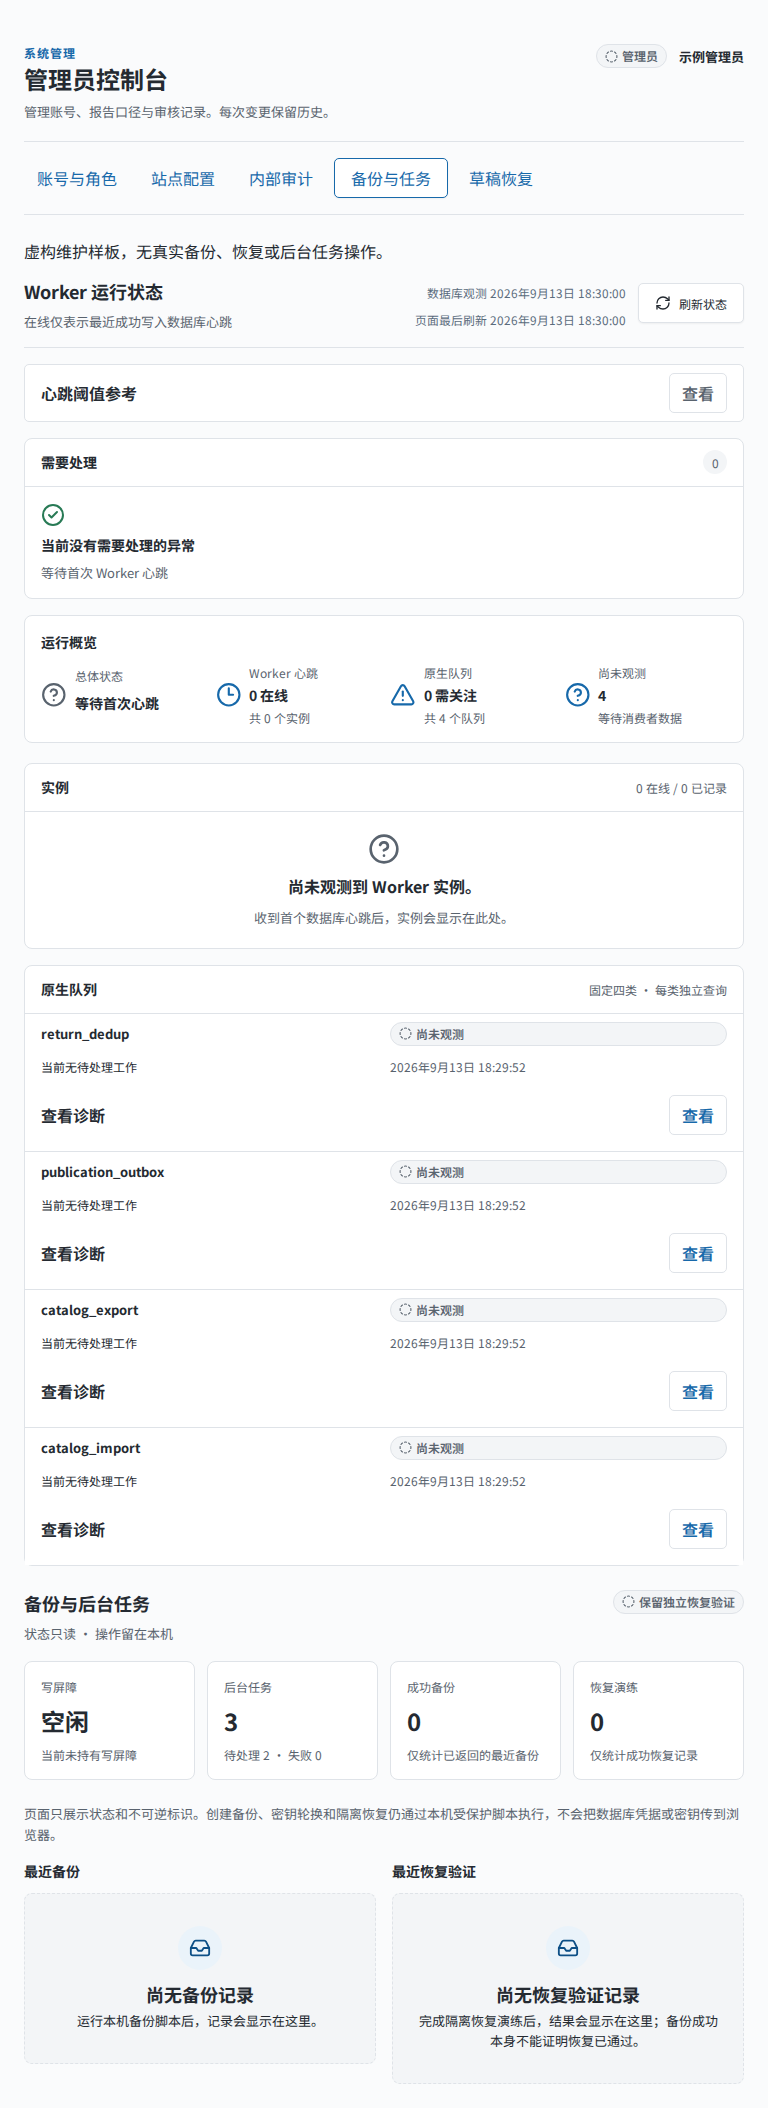 系统管理
管理员控制台
管理账号、报告口径与审核记录。每次变更保留历史。
管理员
示例管理员
账号与角色
站点配置
内部审计
备份与任务
草稿恢复
虚构维护样板，无真实备份、恢复或后台任务操作。
Worker 运行状态
在线仅表示最近成功写入数据库心跳
数据库观测 2026年9月13日 18:30:00
页面最后刷新 2026年9月13日 18:30:00
刷新状态
心跳阈值参考
查看
需要处理
0
当前没有需要处理的异常
等待首次 Worker 心跳
运行概览
总体状态
等待首次心跳
Worker 心跳
0 在线
共 0 个实例
原生队列
0 需关注
共 4 个队列
尚未观测
4
等待消费者数据
实例
0 在线 / 0 已记录
尚未观测到 Worker 实例。
收到首个数据库心跳后，实例会显示在此处。
原生队列
固定四类 · 每类独立查询
return_dedup
尚未观测
当前无待处理工作
2026年9月13日 18:29:52
查看诊断
查看
publication_outbox
尚未观测
当前无待处理工作
2026年9月13日 18:29:52
查看诊断
查看
catalog_export
尚未观测
当前无待处理工作
2026年9月13日 18:29:52
查看诊断
查看
catalog_import
尚未观测
当前无待处理工作
2026年9月13日 18:29:52
查看诊断
查看
备份与后台任务
状态只读 · 操作留在本机
保留独立恢复验证
写屏障
空闲
当前未持有写屏障
后台任务
3
待处理 2 · 失败 0
成功备份
0
仅统计已返回的最近备份
恢复演练
0
仅统计成功恢复记录
页面只展示状态和不可逆标识。创建备份、密钥轮换和隔离恢复仍通过本机受保护脚本执行，不会把数据库凭据或密钥传到浏
览器。
最近备份
尚无备份记录
运行本机备份脚本后，记录会显示在这里。
最近恢复验证
尚无恢复验证记录
完成隔离恢复演练后，结果会显示在这里；备份成功
本身不能证明恢复已通过。